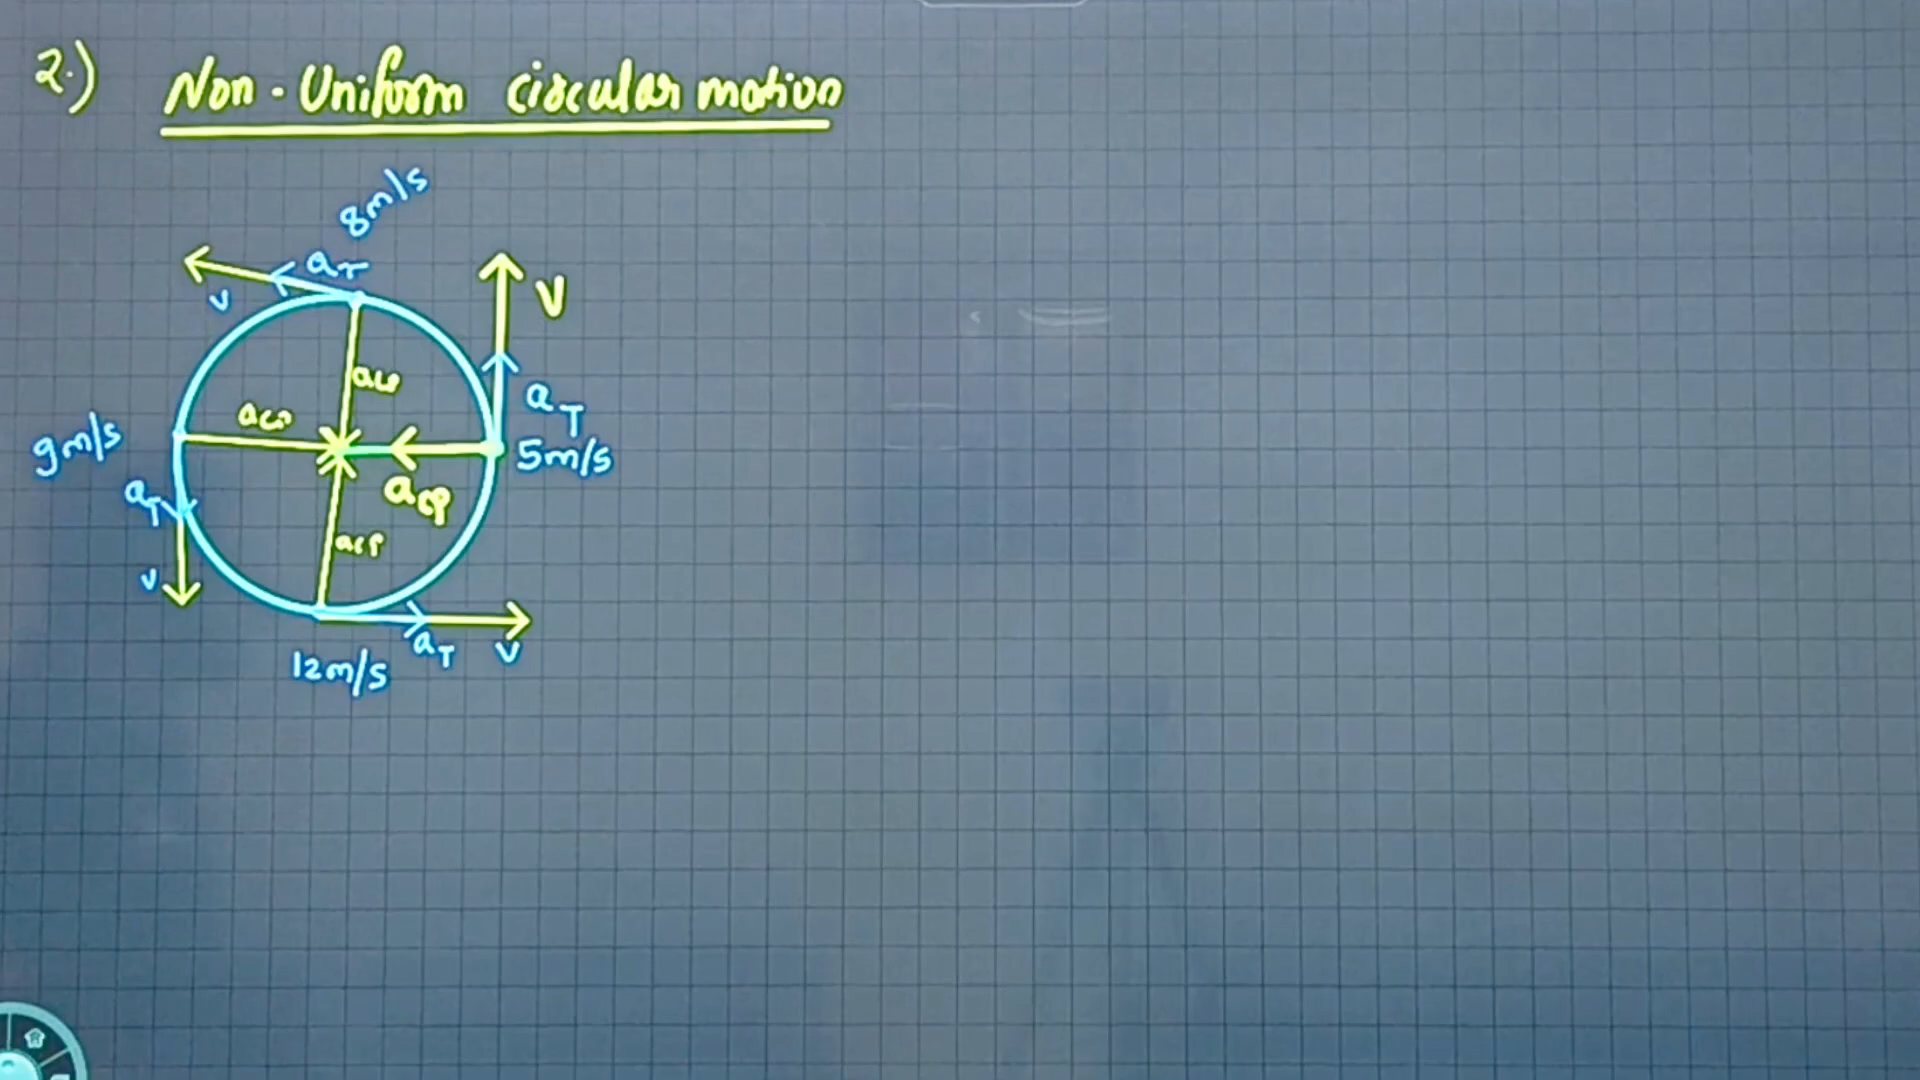 2.) Non-Uniform circular motion
8m/s
aT
v
V
acp
aT
acp
9m/s
5m/s
acp
aT
acp
v
aT
v
12m/s